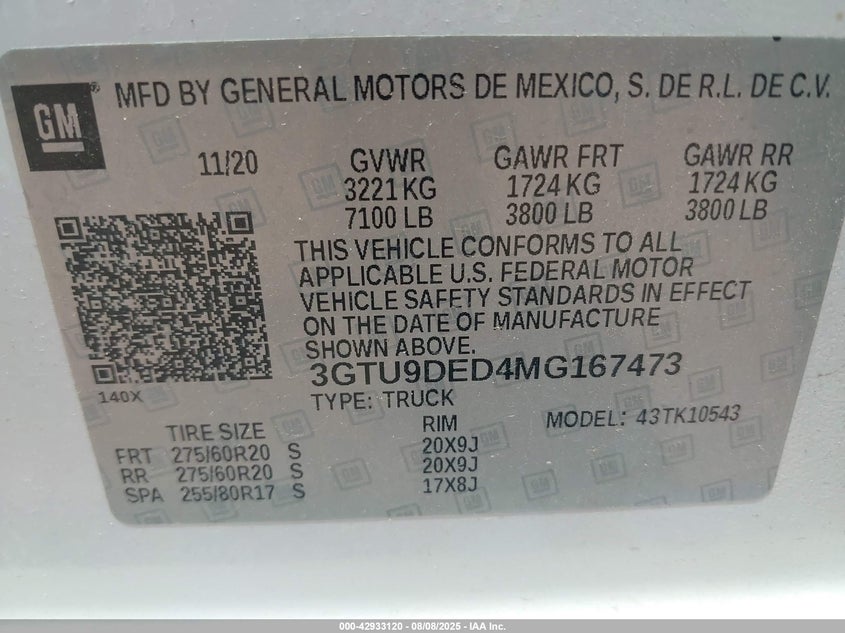 GM® MFD BY GENERAL MOTORS DE MEXICO, S. DE R.L. DE C.V.
11/20 GVWR GAWR FRT GAWR RR
3221 KG 1724 KG 1724 KG
7100 LB 3800 LB 3800 LB
THIS VEHICLE CONFORMS TO ALL
APPLICABLE U.S. FEDERAL MOTOR
VEHICLE SAFETY STANDARDS IN EFFECT
ON THE DATE OF MANUFACTURE
SHOWN ABOVE.
3GTU9DED4MG167473
140X
TYPE: TRUCK MODEL: 43TK10543
TIRE SIZE RIM
FRT 275/60R20 S 20X9J
RR 275/60R20 S 20X9J
SPA 255/80R17 S 17X8J
000-42933120 - 08/08/2025 - IAA Inc.